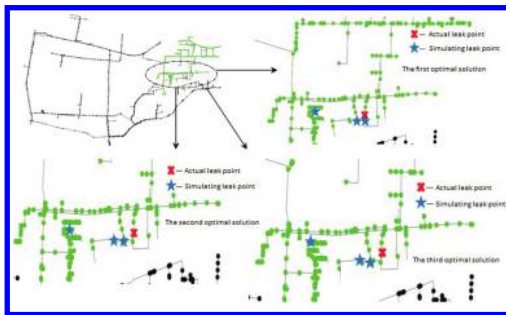 — Actual leak point
— Simulating leak point
The first optimal solution
— Actual leak point
— Simulating leak point
The second optimal solution
— Actual leak point
— Simulating leak point
The third optimal solution